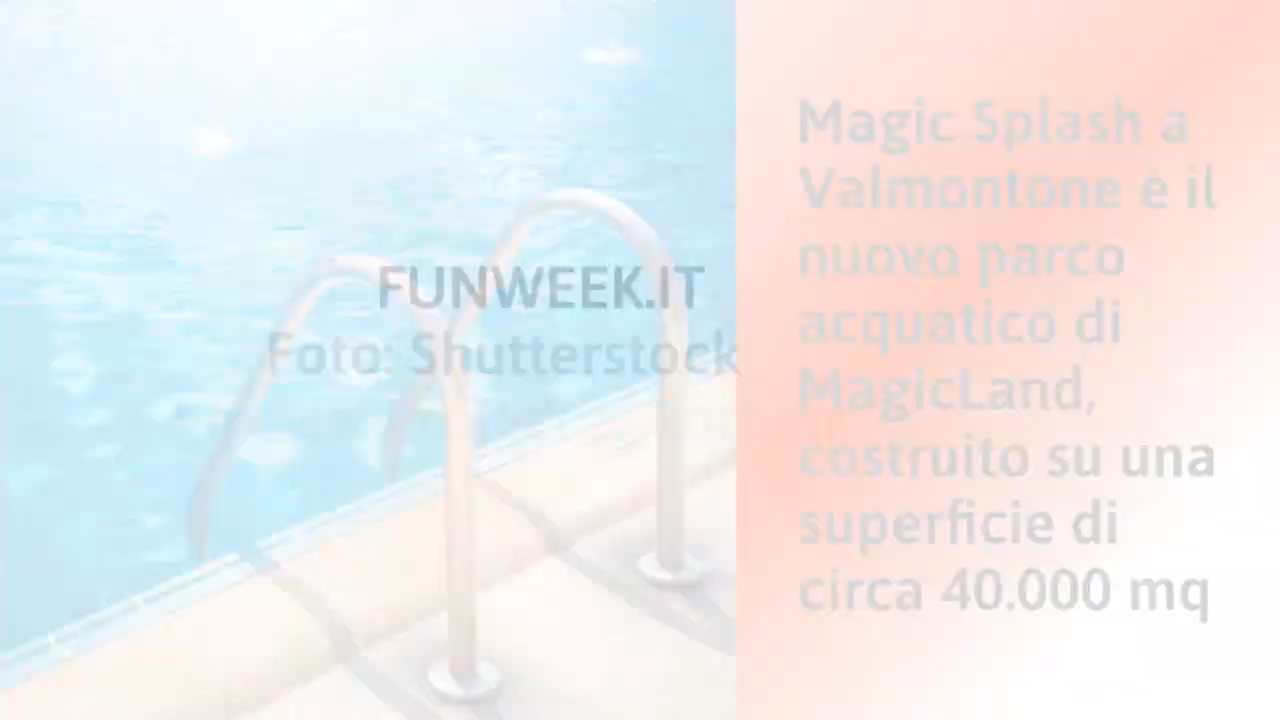 FUNWEEK.IT
Foto: Shutterstock
Magic Splash a
Valmontone è il
nuovo parco
acquatico di
MagicLand,
costruito su una
superficie di
circa 40.000 mq